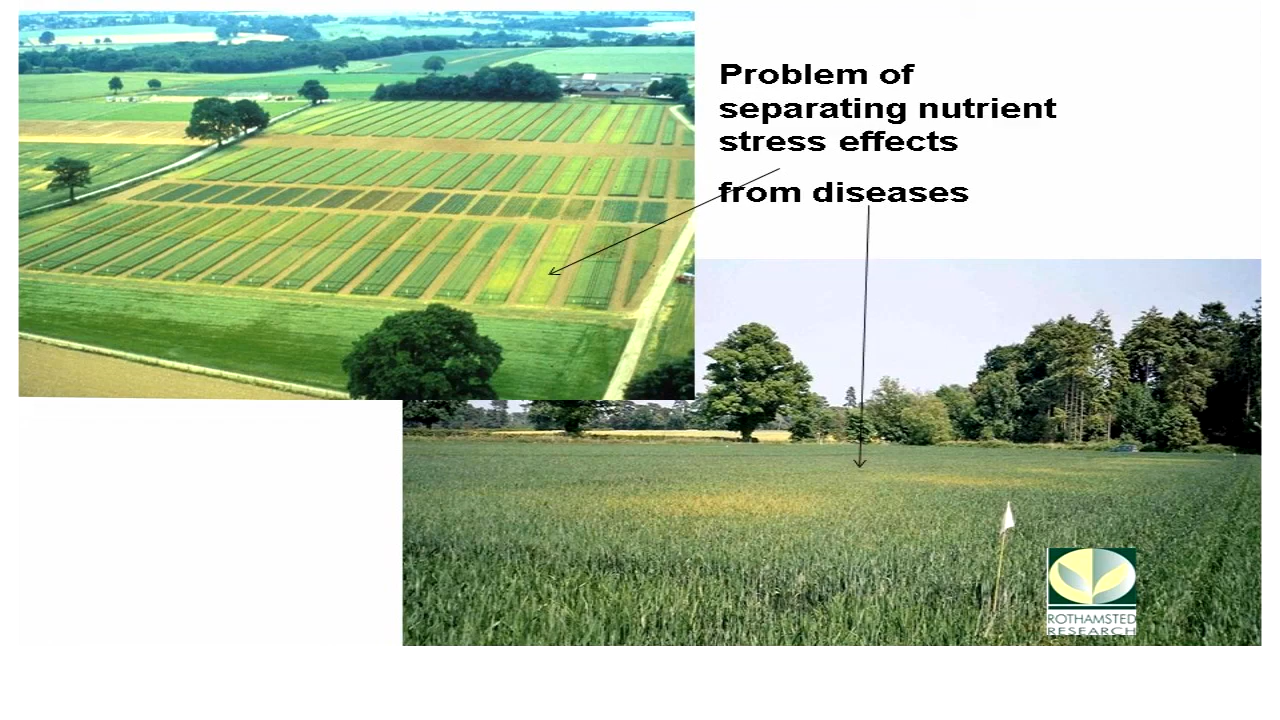 Problem of
separating nutrient
stress effects
from diseases
ROTHAMSTED
RESEARCH